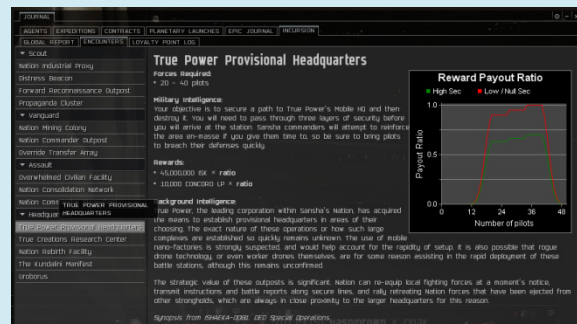 JOURNAL
AGENTS EXPEDITIONS CONTRACTS PLANETARY LAUNCHES EPIC JOURNAL INCURSION
GLOBAL REPORT ENCOUNTERS LOYALTY POINT LOG
Scout
Nation Industrial Proxy
Distress Beacon
Forward Reconnaissance Outpost
Propaganda Cluster
Vanguard
Nation Mining Colony
Nation Commander Outpost
Override Transfer Array
Assault
Overwhelmed Civilian Facility
Nation Consolidation Network
Nation Com
TRUE POWER PROVISIONAL
HEADQUARTERS
Headquar
True Power Provisional Headquarters
True Creations Research Center
Nation Rebirth Facility
The Kundalini Manifest
Uroborus
True Power Provisional Headquarters
Forces Required:
• 20 - 40 pilots
Military Intelligence:
Your objective is to secure a path to True Power's Mobile HQ and then
destroy it. You will need to pass through three layers of security before
you will arrive at the station. Sansha commanders will attempt to reinforce
the area en-masse if you give them time to, so be sure to bring pilots
to breach their defenses quickly.
Rewards:
• 45,000,000 ISK × ratio
• 10,000 CONCORD LP × ratio
Background Intelligence:
True Power, the leading corporation within Sansha's Nation, has acquired
the means to establish provisional headquarters in areas of their
choosing. The exact nature of these operations or how such large
complexes are established so quickly remains unknown. The use of mobile
nano-factories is strongly suspected, and would help account for the rapidity of setup. It is also possible that rogue
drone technology, or even worker drones themselves, are for some reason assisting in the rapid deployment of these
battle stations, although this remains unconfirmed.
The strategic value of these outposts is significant. Nation can re-equip local fighting forces at a moment's notice,
transmit instructions and battle reports along secure lines, and rally retreating Nation forces that have been ejected from
other strongholds, which are always in close proximity to the larger headquarters for this reason.
Synopsis from ISHAEKA-0081. DED Special Operations.
Reward Payout Ratio
High Sec Low / Null Sec
Payout Ratio
1.0
0.5
0.0
0 12 24 36 48
Number of pilots